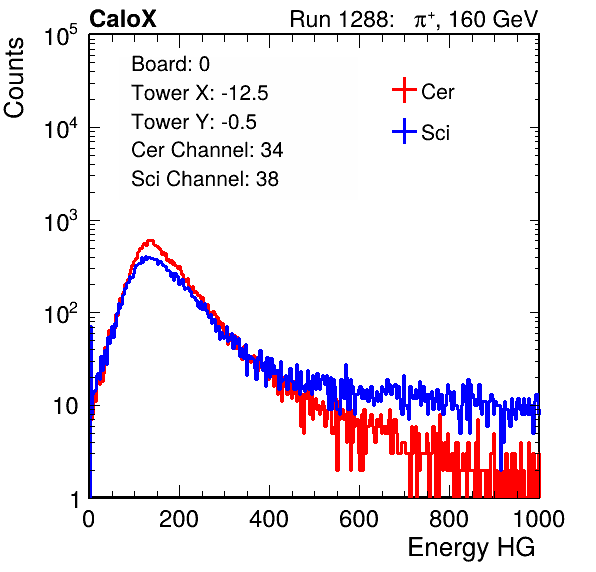 CaloX Run 1288: π⁺, 160 GeV
Counts
10⁵
10⁴
10³
10²
10
1
Board: 0
Tower X: -12.5
Tower Y: -0.5
Cer Channel: 34
Sci Channel: 38
Cer
Sci
0 200 400 600 800 1000
Energy HG